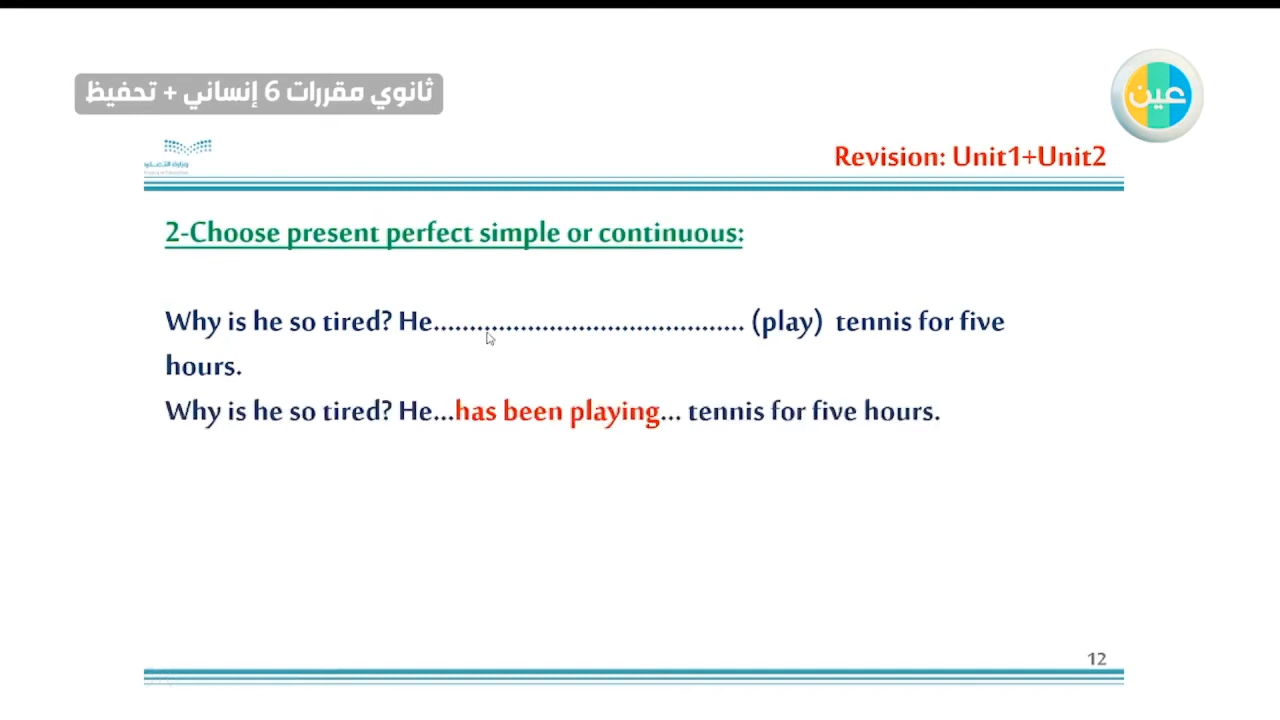 ثانوي مقررات 6 إنساني + تحفيظ
عين
وزارة التعليم
Revision: Unit1+Unit2
2-Choose present perfect simple or continuous:
Why is he so tired? He........................................... (play) tennis for five
hours.
Why is he so tired? He...has been playing... tennis for five hours.
12